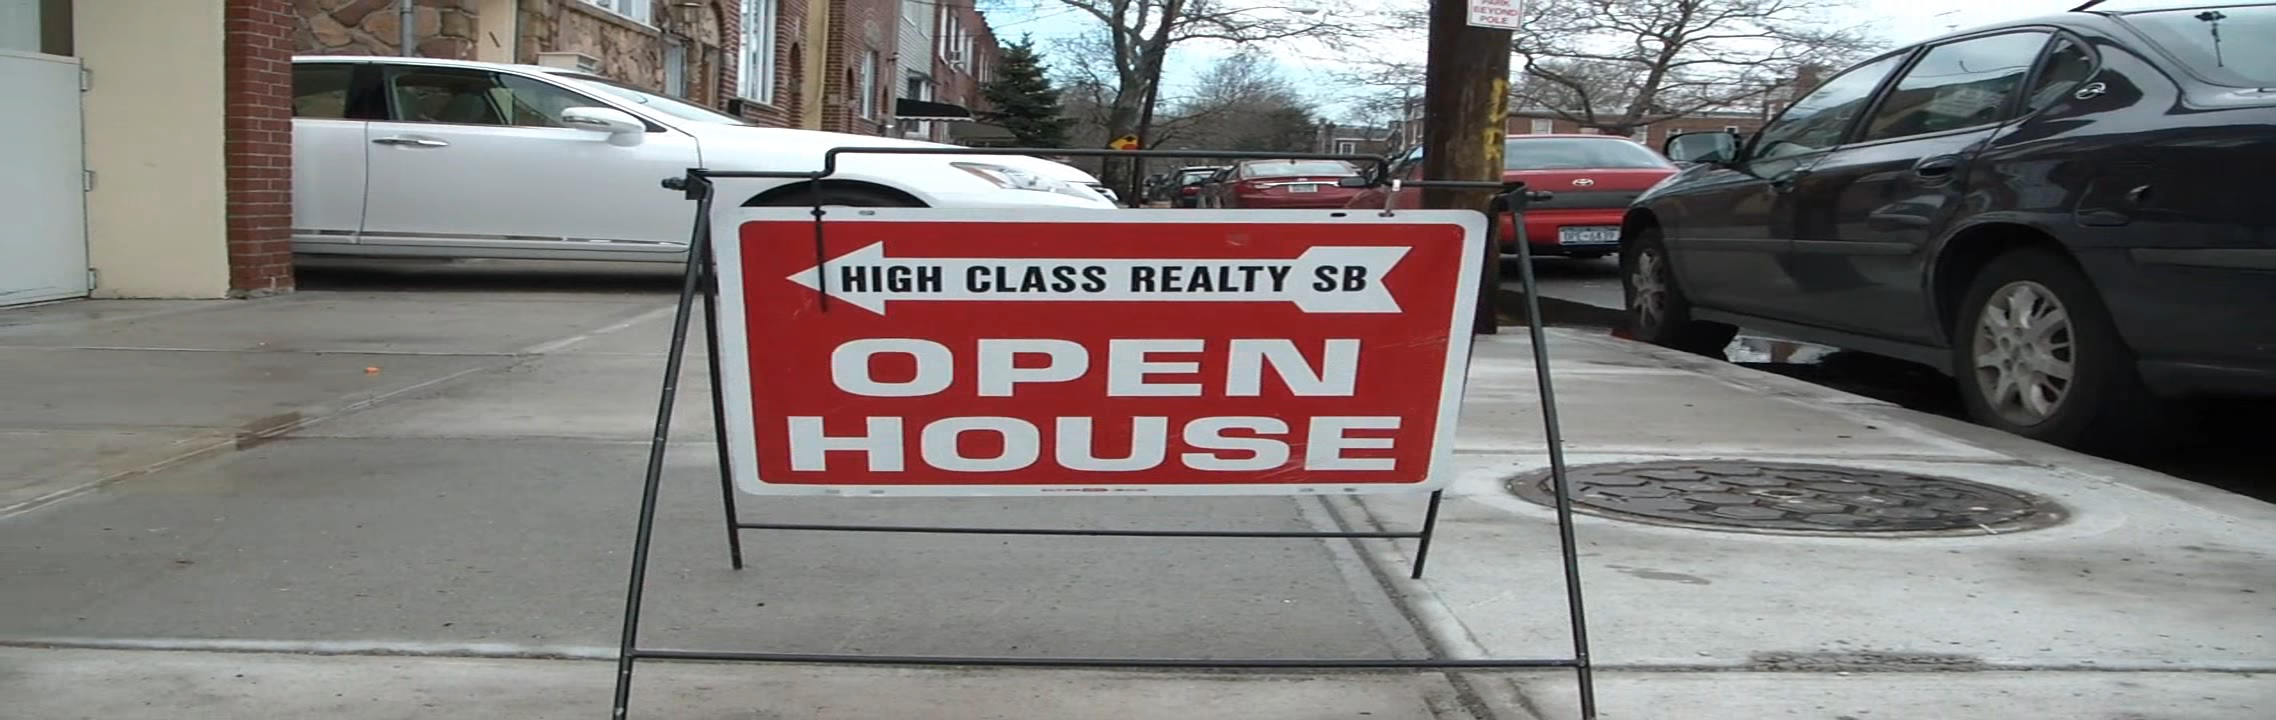 PARK
BEYOND
POLE
HIGH CLASS REALTY SB
OPEN
HOUSE